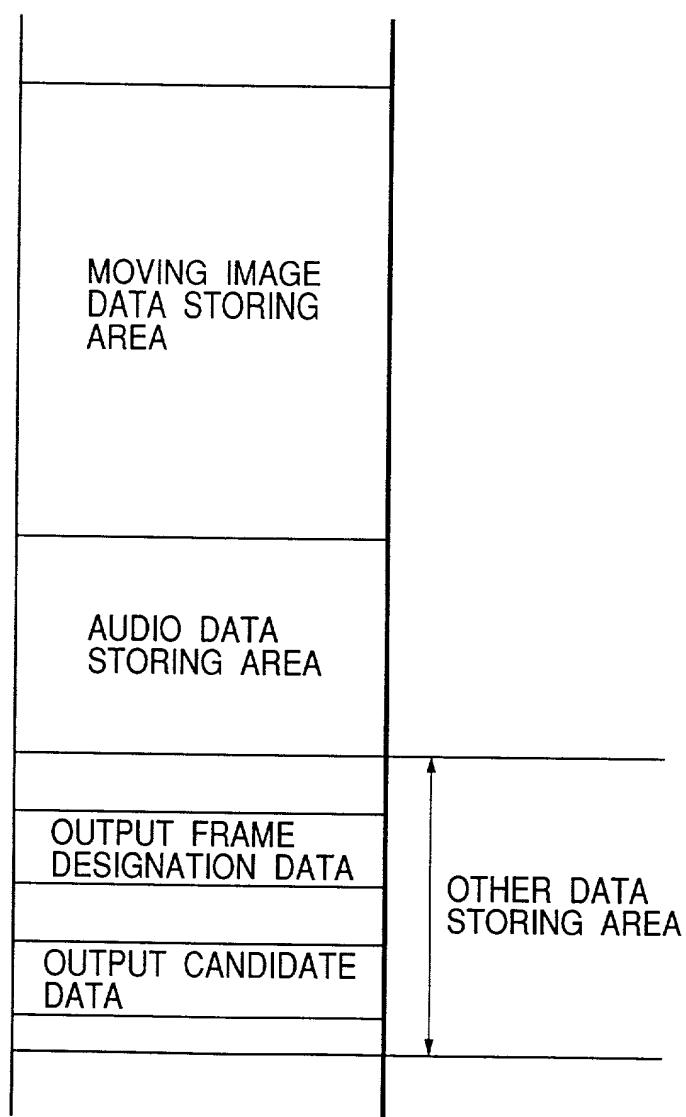 MOVING IMAGE
DATA STORING
AREA
AUDIO DATA
STORING AREA
OUTPUT FRAME
DESIGNATION DATA
OTHER DATA
STORING AREA
OUTPUT CANDIDATE
DATA